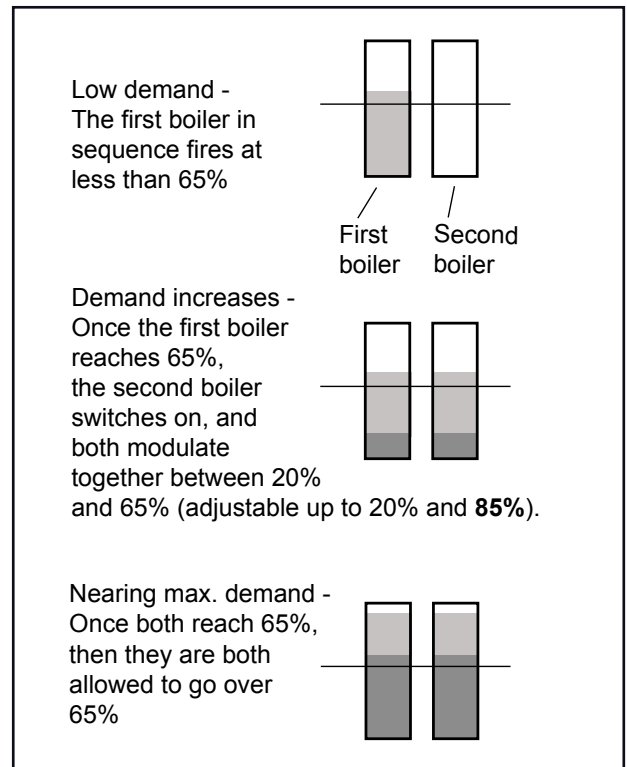 Low demand -
The first boiler in
sequence fires at
less than 65%
First
boiler
Second
boiler
Demand increases -
Once the first boiler
reaches 65%,
the second boiler
switches on, and
both modulate
together between 20%
and 65% (adjustable up to 20% and 85%).
Nearing max. demand -
Once both reach 65%,
then they are both
allowed to go over
65%